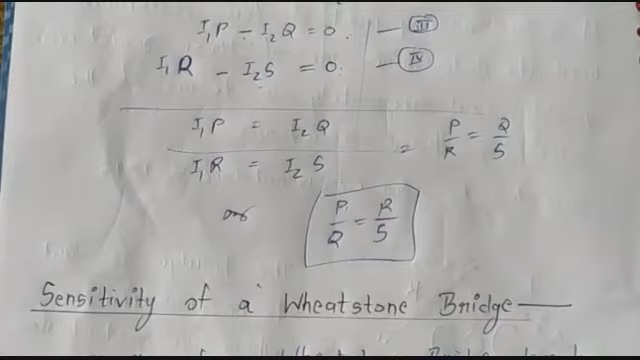 I₁P - I₂Q = 0. — III
I₁R - I₂S = 0. — IV
I₁P = I₂Q
I₁R = I₂S
= P/R = Q/S
or P/Q = R/S
Sensitivity of a Wheatstone Bridge —